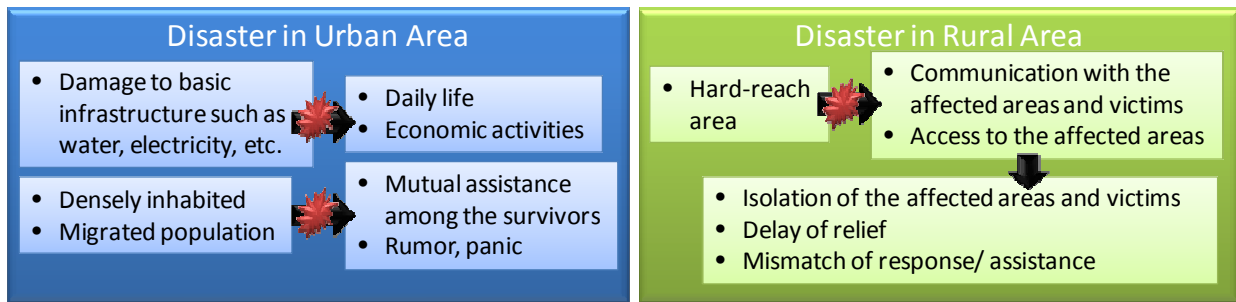 Disaster in Urban Area
• Damage to basic
infrastructure such as
water, electricity, etc.
• Daily life
• Economic activities
• Densely inhabited
• Migrated population
• Mutual assistance
among the survivors
• Rumor, panic
Disaster in Rural Area
• Hard-reach
area
• Communication with the
affected areas and victims
• Access to the affected areas
• Isolation of the affected areas and victims
• Delay of relief
• Mismatch of response/ assistance